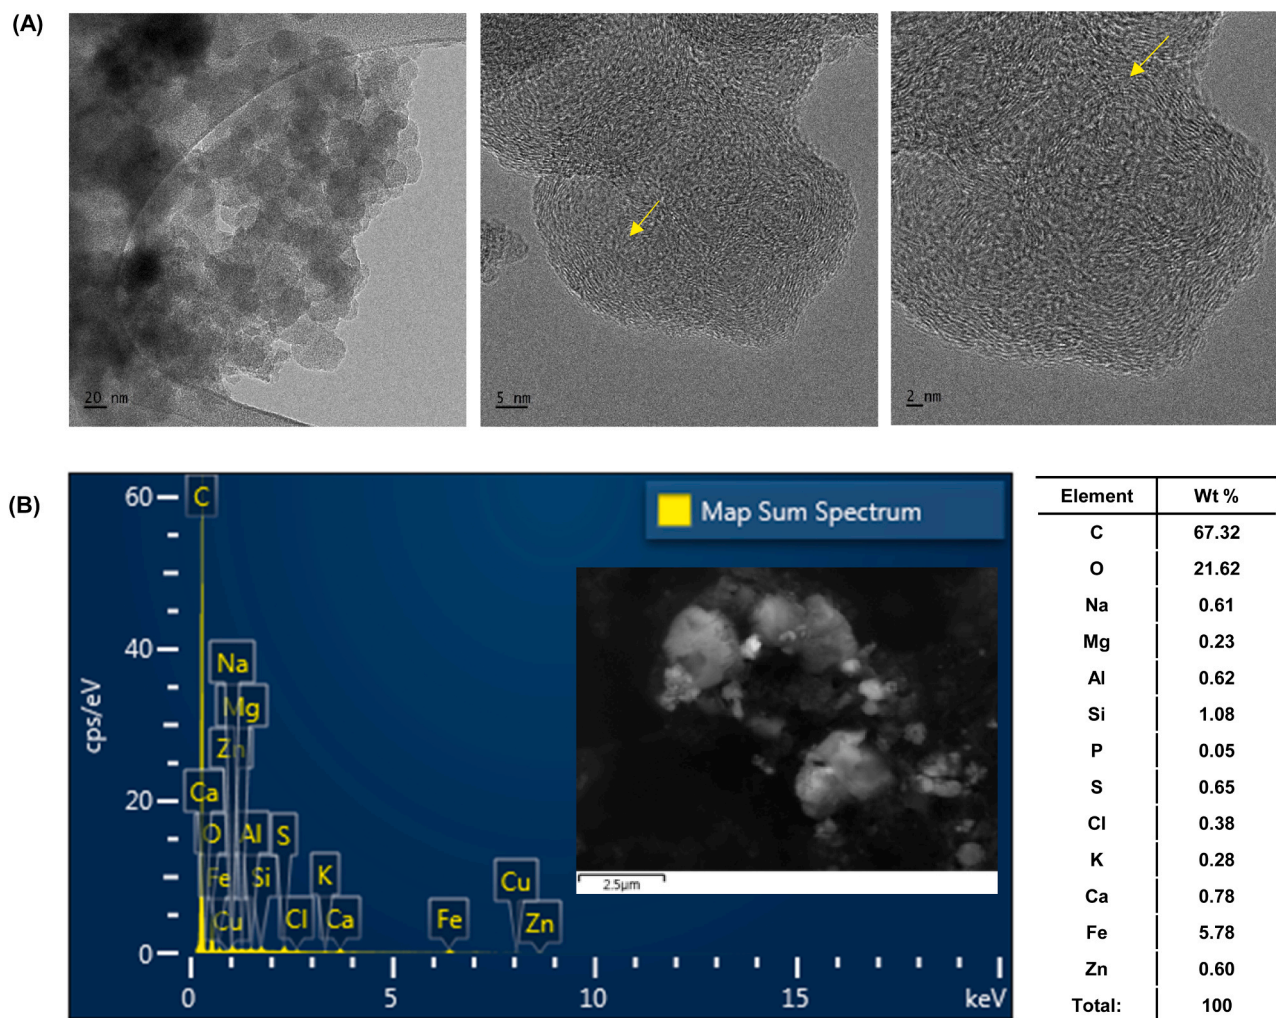 (A)
20 nm
5 nm
2 nm
(B)
60
40
20
0
cps/eV
C
Na
Mg
Zn
Ca
O
Al
S
Fe
Si
K
Cu
Cl
Ca
Fe
Cu
Zn
0
5
10
15
keV
Map Sum Spectrum
2.5µm
Element Wt %
C 67.32
O 21.62
Na 0.61
Mg 0.23
Al 0.62
Si 1.08
P 0.05
S 0.65
Cl 0.38
K 0.28
Ca 0.78
Fe 5.78
Zn 0.60
Total: 100